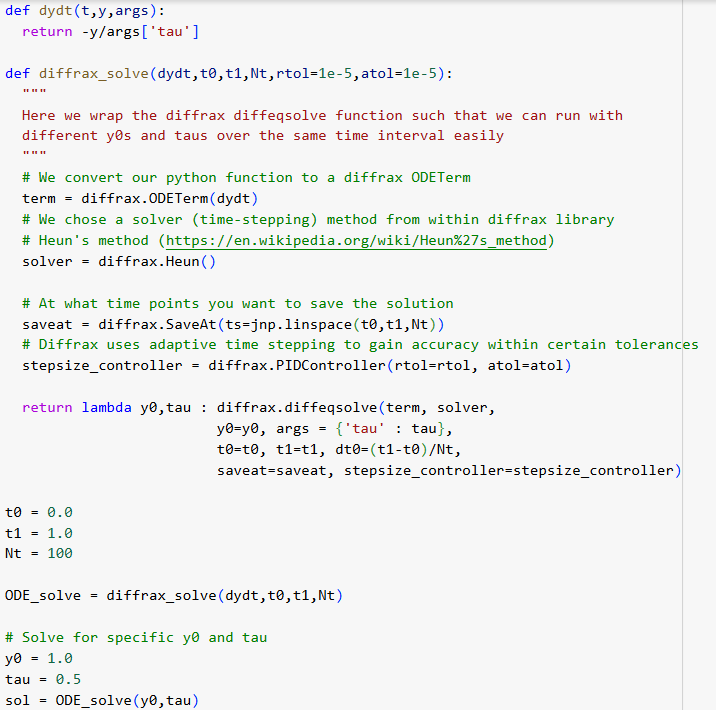 def dydt(t,y,args):
  return -y/args['tau']

def diffrax_solve(dydt,t0,t1,Nt,rtol=1e-5,atol=1e-5):
  """
  Here we wrap the diffrax diffeqsolve function such that we can run with
  different y0s and taus over the same time interval easily
  """
  # We convert our python function to a diffrax ODETerm
  term = diffrax.ODETerm(dydt)
  # We chose a solver (time-stepping) method from within diffrax library
  # Heun's method (https://en.wikipedia.org/wiki/Heun%27s_method)
  solver = diffrax.Heun()

  # At what time points you want to save the solution
  saveat = diffrax.SaveAt(ts=jnp.linspace(t0,t1,Nt))
  # Diffrax uses adaptive time stepping to gain accuracy within certain tolerances
  stepsize_controller = diffrax.PIDController(rtol=rtol, atol=atol)

  return lambda y0,tau : diffrax.diffeqsolve(term, solver,
                         y0=y0, args = {'tau' : tau},
                         t0=t0, t1=t1, dt0=(t1-t0)/Nt,
                         saveat=saveat, stepsize_controller=stepsize_controller)

t0 = 0.0
t1 = 1.0
Nt = 100

ODE_solve = diffrax_solve(dydt,t0,t1,Nt)

# Solve for specific y0 and tau
y0 = 1.0
tau = 0.5
sol = ODE_solve(y0,tau)